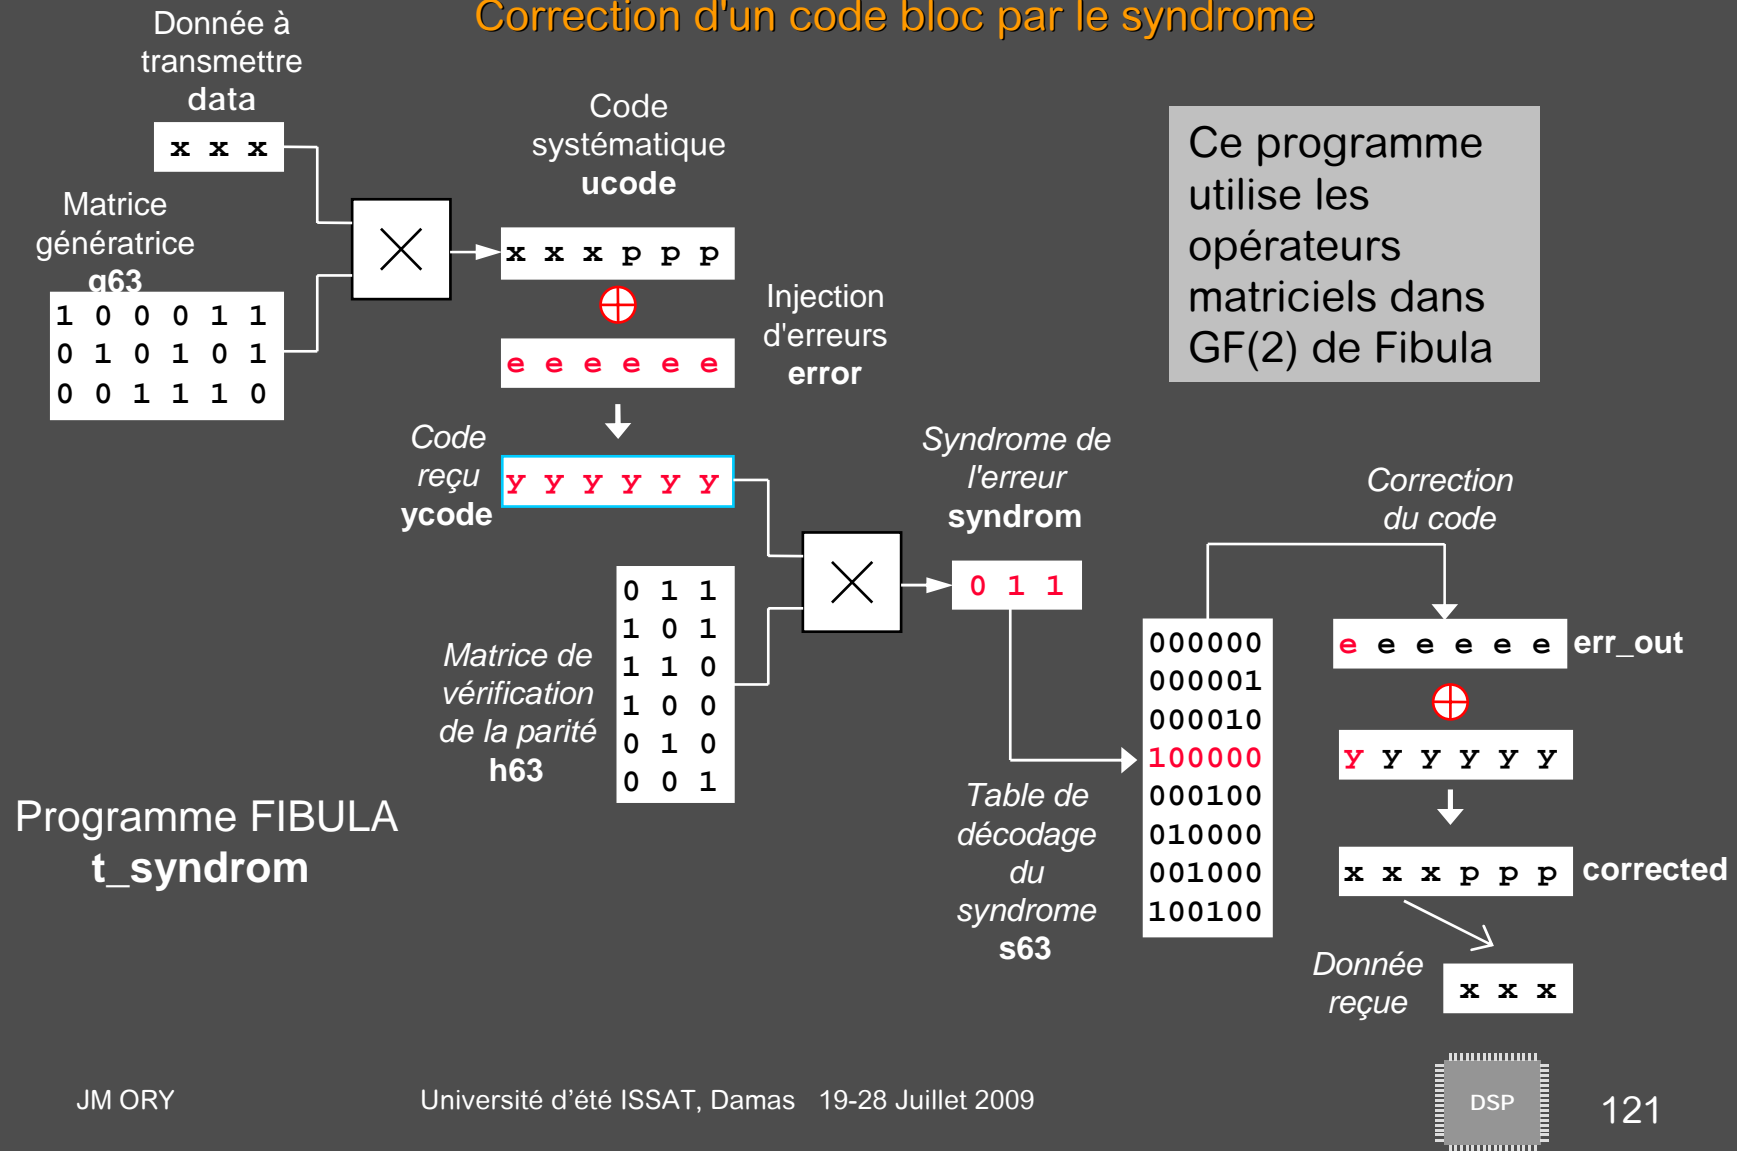 Correction d'un code bloc par le syndrome
Donnée à
transmettre
data
x x x
Matrice
génératrice
g63
1 0 0 0 1 1
0 1 0 1 0 1
0 0 1 1 1 0
Code
systématique
ucode
x x x p p p
Injection
d'erreurs
error
e e e e e e
Ce programme
utilise les
opérateurs
matriciels dans
GF(2) de Fibula
Code
reçu
ycode
y y y y y y
Matrice de
vérification
de la parité
h63
0 1 1
1 0 1
1 1 0
1 0 0
0 1 0
0 0 1
Syndrome de
l'erreur
syndrom
0 1 1
Table de
décodage
du
syndrome
s63
000000
000001
000010
100000
000100
010000
001000
100100
Correction
du code
e e e e e e err_out
y y y y y y
x x x p p p corrected
Donnée
reçue
x x x
Programme FIBULA
t_syndrom
JM ORY
Université d'été ISSAT, Damas 19-28 Juillet 2009
DSP
121